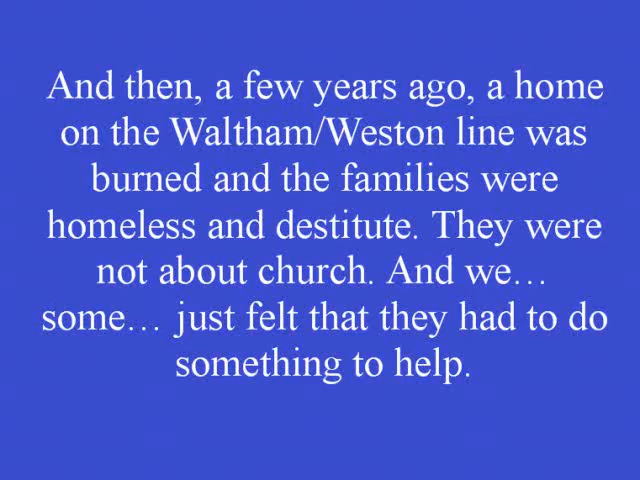 And then, a few years ago, a home
on the Waltham/Weston line was
burned and the families were
homeless and destitute. They were
not about church. And we…
some… just felt that they had to do
something to help.